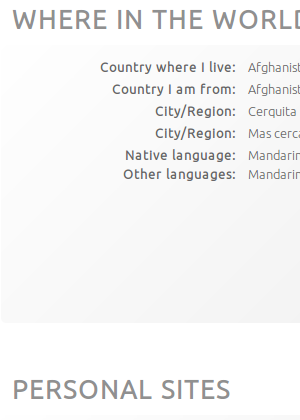 WHERE IN THE WORLD
Country where I live: Afghanist
Country I am from: Afghanist
City/Region: Cerquita
City/Region: Mas cerca
Native language: Mandarin
Other languages: Mandarin
PERSONAL SITES